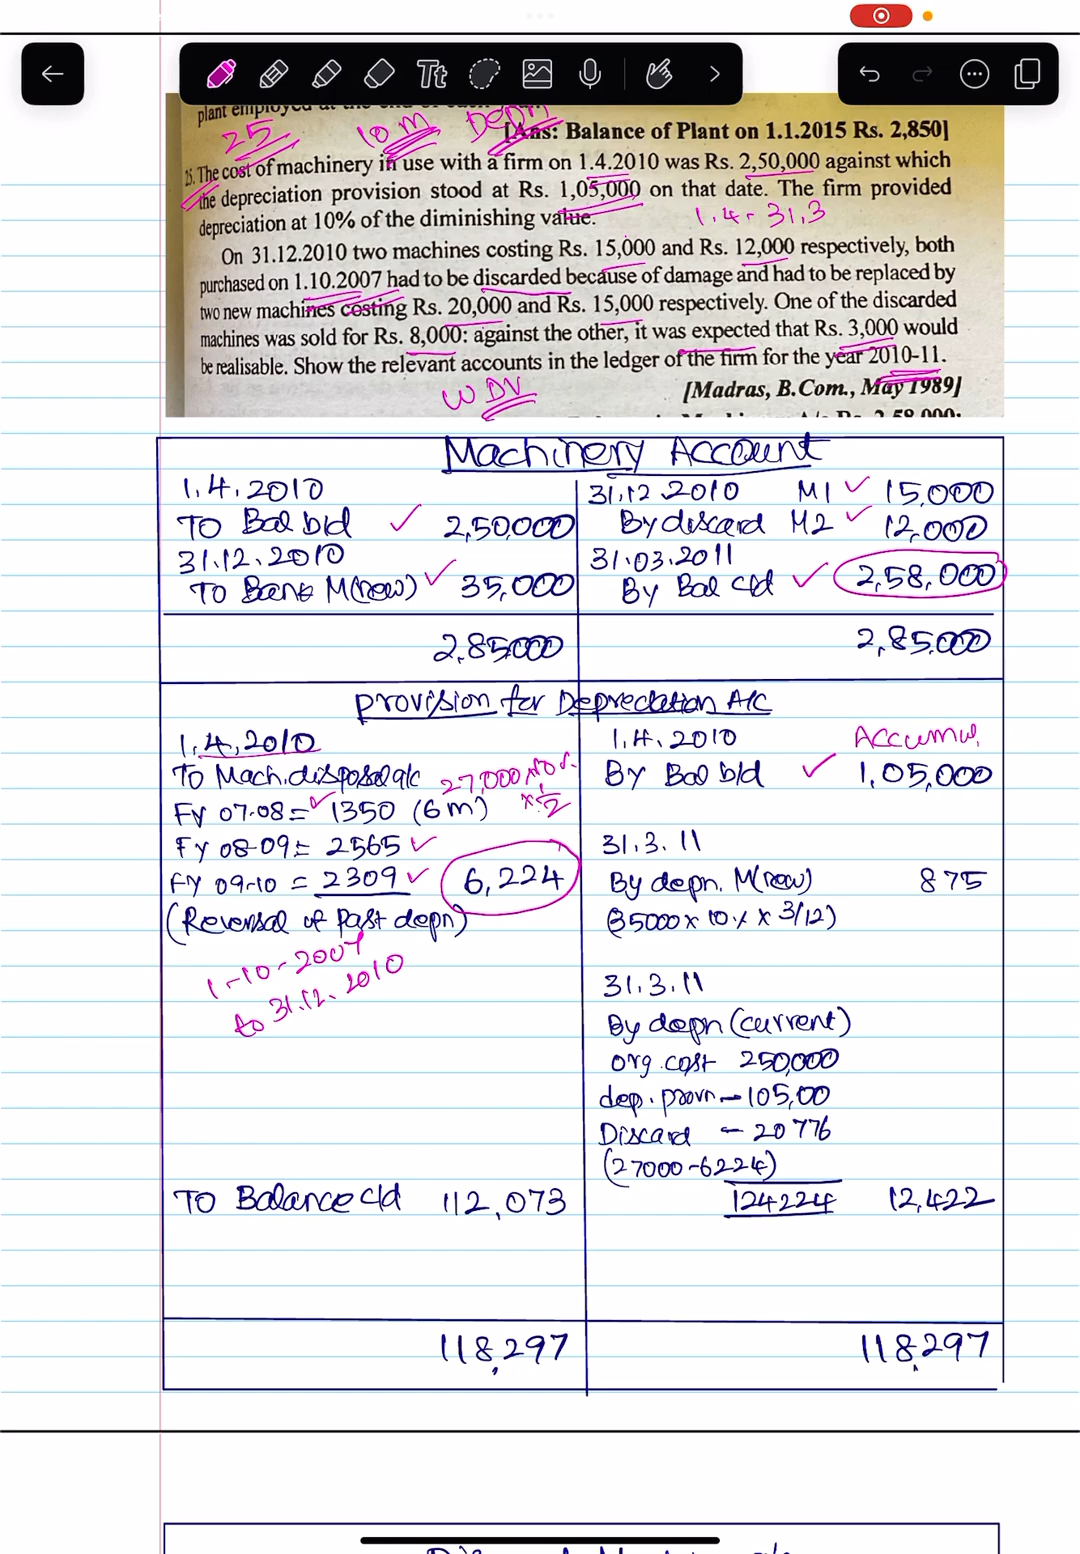 plant employed at the end of
25 10 m Depn
[Ans: Balance of Plant on 1.1.2015 Rs. 2,850]
25. The cost of machinery in use with a firm on 1.4.2010 was Rs. 2,50,000 against which
the depreciation provision stood at Rs. 1,05,000 on that date. The firm provided
depreciation at 10% of the diminishing value.
1.4 - 31.3
On 31.12.2010 two machines costing Rs. 15,000 and Rs. 12,000 respectively, both
purchased on 1.10.2007 had to be discarded because of damage and had to be replaced by
two new machines costing Rs. 20,000 and Rs. 15,000 respectively. One of the discarded
machines was sold for Rs. 8,000: against the other, it was expected that Rs. 3,000 would
be realisable. Show the relevant accounts in the ledger of the firm for the year 2010-11.
WDV
[Madras, B.Com., May 1989]
Machinery Account
1.4.2010
TO Bal b/d ✓ 2,50,000
31.12.2010
TO Bank M(new) ✓ 35,000
2,85000
31.12.2010 M1 ✓ 15,000
By discard M2 ✓ 12,000
31.03.2011
By Bal c/d ✓ 2,58,000
2,85,000
Provision for Depreciation A/C
1.4.2010
To Mach.disposal a/c 27,000 x 10% x 1/2
FY 07-08 = ✓ 1350 (6m)
FY 08-09 = 2565 ✓
FY 09-10 = 2309 ✓ 6,224
(Reversal of past depn)
1-10-2007
to 31.12.2010
TO Balance c/d 112,073
118,297
1.4.2010 Accumu.
By Bal b/d ✓ 1,05,000
31.3.11
By depn. M(new) 875
(35000 x 10% x 3/12)
31.3.11
By depn (current)
org.cost 250,000
dep.provn - 105,00
Discard - 20776
(27000-6224)
124224 12,422
118,297